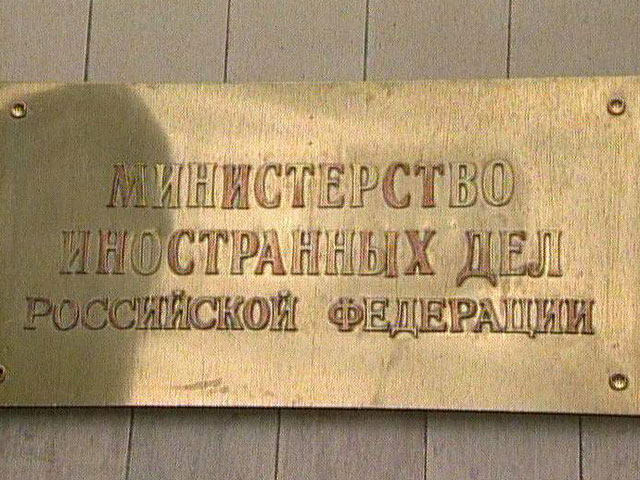 МИНИСТЕРСТВО
ИНОСТРАННЫХ ДЕЛ
РОССИЙСКОЙ ФЕДЕРАЦИИ